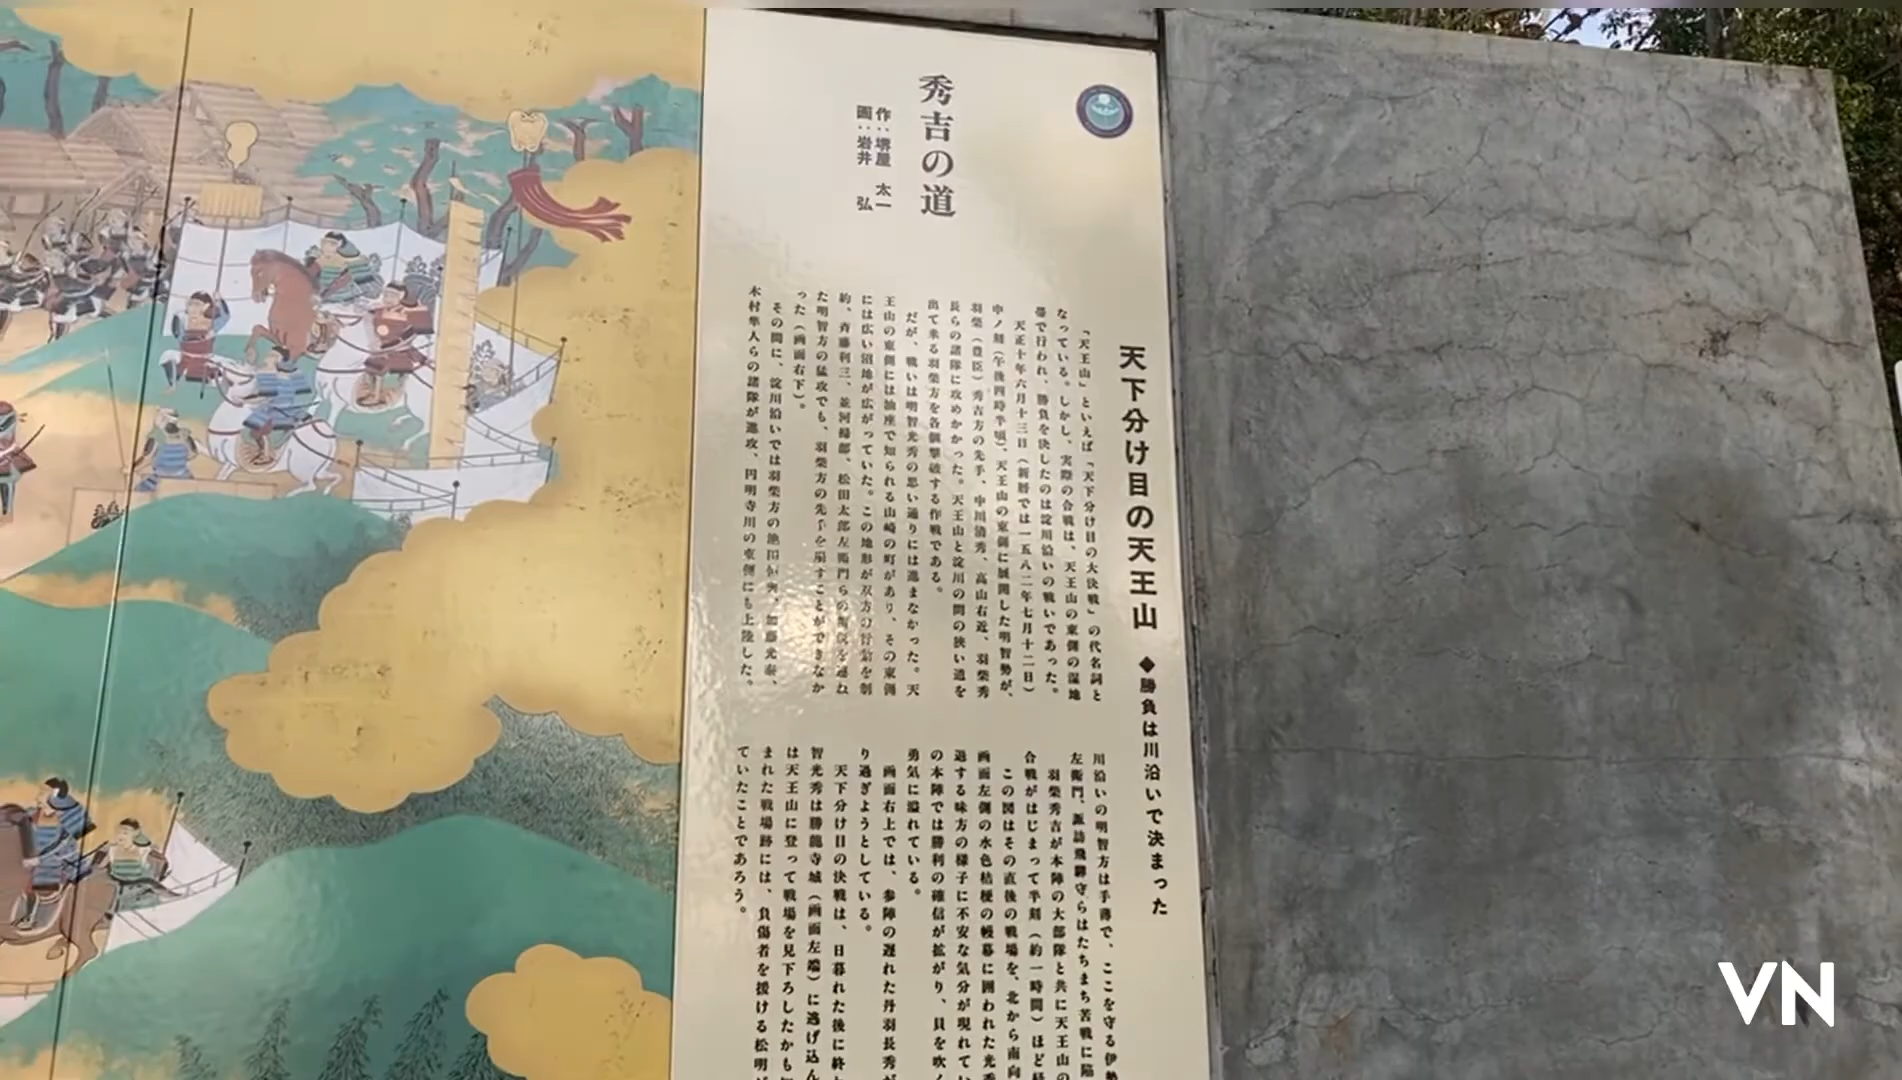 秀吉の道
作:堺屋 太一
画:岩井 弘
天下分け目の天王山 ◆勝負は川沿いで決まった
「天王山」といえば「天下分け目の大決戦」の代名詞と
なっている。しかし、実際の合戦は、天王山の東側の湿地
帯で行われ、勝負を決したのは淀川沿いの戦いであった。
天正十年六月十三日(新暦では一五八二年七月十二日)
申ノ刻(午後四時半頃)、天王山の東側に展開した明智勢が、
羽柴(豊臣)秀吉方の先手、中川清秀、高山右近、羽柴秀
長らの諸隊に攻めかかった。天王山と淀川の間の狭い道を
出て来る羽柴方を各個撃破する作戦である。
だが、戦いは明智光秀の思い通りには進まなかった。天
王山の東側には油座で知られる山崎の町があり、その東側
には広い沼地が広がっていた。この地形が双方の行動を制
約、斉藤利三、並河掃部、松田太郎左衛門らの を連ね
た明智方の猛攻でも、羽柴方の先手を崩すことができなか
った(画面右下)。
その間に、淀川沿いでは羽柴方の池田恒興、加藤光泰、
木村隼人らの諸隊が進攻、円明寺川の東側にも上陸した。
川沿いの明智方は手薄で、ここを守る伊勢
左衛門、諏訪飛騨守らはたちまち苦戦に陥
羽柴秀吉が本陣の大部隊と共に天王山の
合戦がはじまって半刻(約一時間)ほど経
この図はその直後の戦場を、北から南向
画面左側の水色桔梗の幔幕に囲われた光秀
退する味方の様子に不安な気分が現れてい
の本陣では勝利の確信が拡がり、貝を吹く
勇気に溢れている。
画面右上では、参陣の遅れた丹羽長秀が
り過ぎようとしている。
天下分け目の決戦は、日暮れた後に終わ
智光秀は勝龍寺城(画面左端)に逃げ込ん
は天王山に登って戦場を見下ろしたかも知
まれた戦場跡には、負傷者を援ける松明が
ていたことであろう。
VN